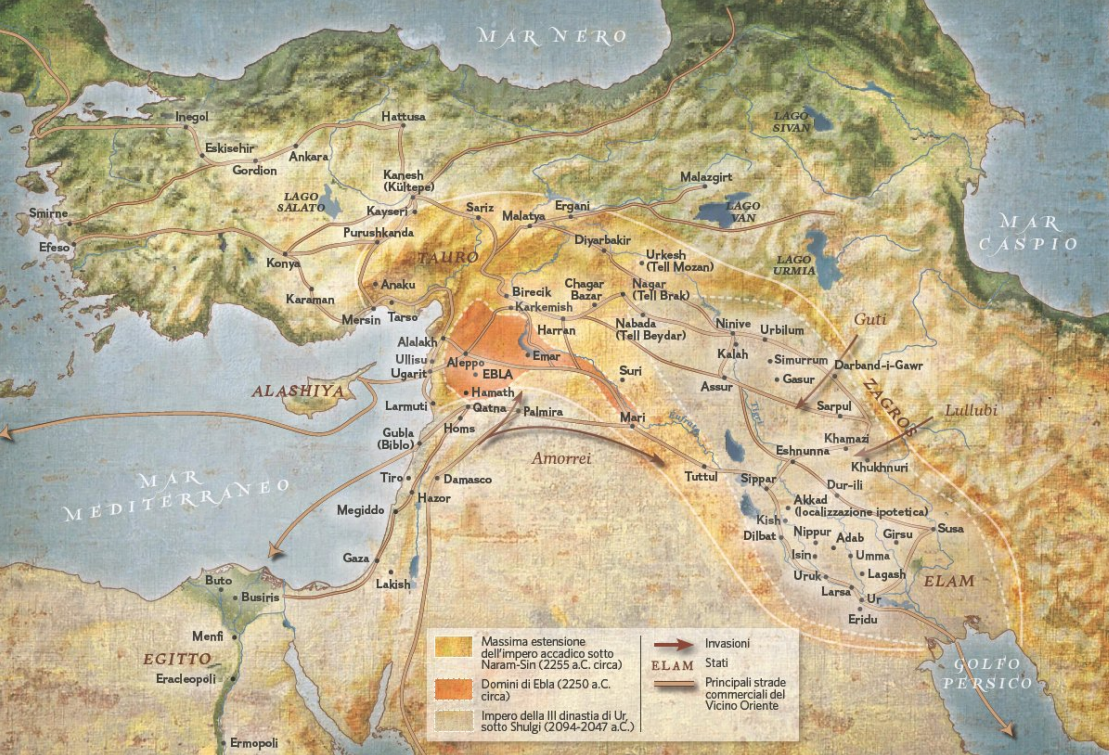 MAR NERO
LAGO
SIVAN
Inegol
Hattusa
Eskisehir
Ankara
Gordion
Kanesh
(Kültepe)
Malazgirt
LAGO
SALATO
Kayseri
Sariz
Malatya
Ergani
LAGO
VAN
MAR
CASPIO
Smirne
Efeso
Purushkanda
Konya
TAURO
Diyarbakir
Urkesh
(Tell Mozan)
LAGO
URMIA
Anaku
Karaman
Mersin
Tarso
Birecik
Karkemish
Chagar
Bazar
Nagar
(Tell Brak)
Harran
Nabada
(Tell Beydar)
Ninive
Urbilum
Guti
Alalakh
Kalah
Ullisu
Ugarit
Aleppo
EBLA
Emar
Suri
Simurrum
Gasur
Darband-i-Gawr
Assur
ZAGROS
ALASHIYA
Hamath
Larmuti
Qatna
Palmira
Mari
Eufrate
Tigri
Sarpul
Lullubi
Homs
Gubla
(Biblo)
Amorrei
Khamazi
Eshnunna
Khukhnuri
MAR
MEDITERRANEO
Tiro
Damasco
Hazor
Tuttul
Sippar
Dur-ili
Megiddo
Akkad
(localizzazione ipotetica)
Kish
Dilbat
Nippur
Adab
Girsu
Susa
Gaza
Lakish
Isin
Umma
Uruk
Lagash
ELAM
Larsa
Ur
Eridu
Buto
Busiris
Menfi
EGITTO
Eracleopoli
Ermopoli
GOLFO
PERSICO
Massima estensione
dell'impero accadico sotto
Naram-Sin (2255 a.C. circa)
Domini di Ebla (2250 a.C.
circa)
Impero della III dinastia di Ur,
sotto Shulgi (2094-2047 a.C.)
Invasioni
ELAM
Stati
Principali strade
commerciali del
Vicino Oriente